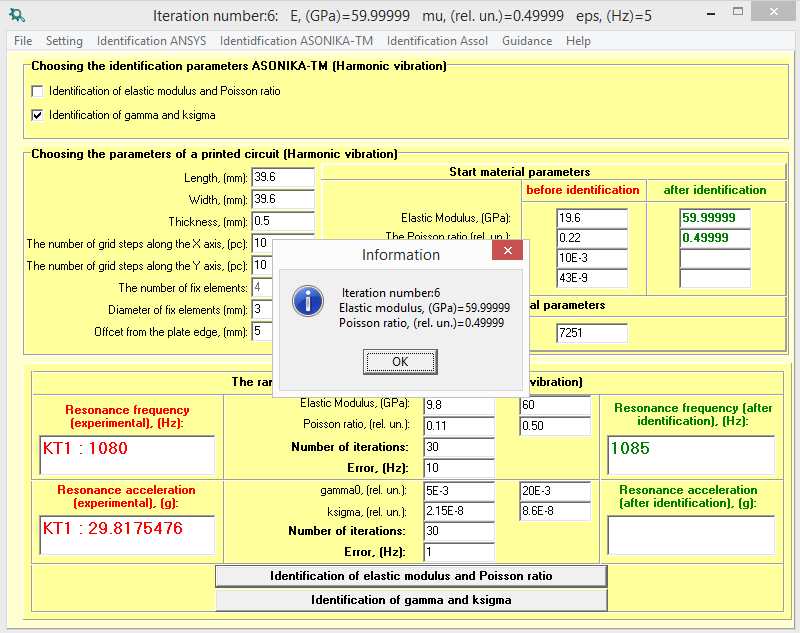 Iteration number:6:   E, (GPa)=59.99999   mu, (rel. un.)=0.49999   eps, (Hz)=5
File Setting Identification ANSYS Identidfication ASONIKA-TM Identification Assol Guidance Help
Choosing the identification parameters ASONIKA-TM (Harmonic vibration)
Identification of elastic modulus and Poisson ratio
Identification of gamma and ksigma
Choosing the parameters of a printed circuit (Harmonic vibration)
Length, (mm): 39.6
Width, (mm): 39.6
Thickness, (mm): 0.5
The number of grid steps along the X axis, (pc): 10
The number of grid steps along the Y axis, (pc): 10
The number of fix elements: 4
Diameter of fix elements (mm): 3
Offcet from the plate edge, (mm): 5
Start material parameters
before identification after identification
Elastic Modulus, (GPa): 19.6 59.99999
The Poisson ratio (rel. un.): 0.22 0.49999
10E-3
43E-9
al parameters
7251
Information
Iteration number:6
Elastic modulus, (GPa)=59.99999
Poisson ratio, (rel. un.)=0.49999
OK
The ran
vibration)
Resonance frequency
(experimental), (Hz):
KT1 : 1080
Elastic Modulus, (GPa): 9.8 60
Poisson ratio, (rel. un.): 0.11 0.50
Number of iterations: 30
Error, (Hz): 10
Resonance frequency (after
identification), (Hz):
1085
Resonance acceleration
(experimental), (g):
KT1 : 29.8175476
gamma0, (rel. un.): 5E-3 20E-3
ksigma, (rel. un.): 2.15E-8 8.6E-8
Number of iterations: 30
Error, (Hz): 1
Resonance acceleration
(after identification), (g):
Identification of elastic modulus and Poisson ratio
Identification of gamma and ksigma